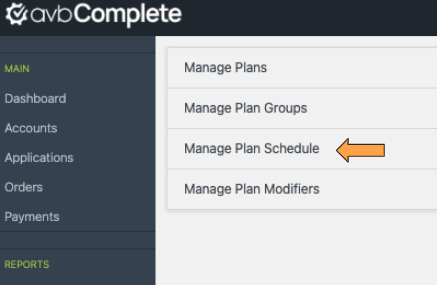 avbComplete
MAIN
Dashboard
Accounts
Applications
Orders
Payments
REPORTS
Manage Plans
Manage Plan Groups
Manage Plan Schedule
Manage Plan Modifiers